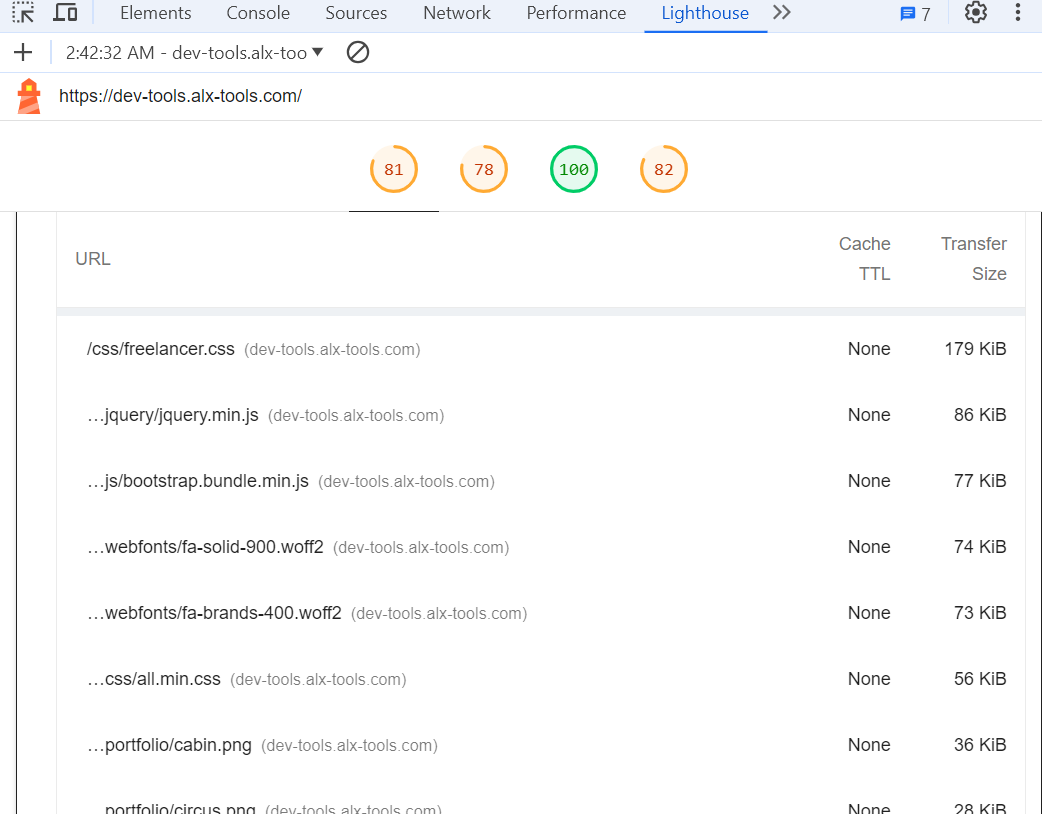 Elements Console Sources Network Performance Lighthouse 7
2:42:32 AM - dev-tools.alx-too
https://dev-tools.alx-tools.com/
81 78 100 82
URL Cache TTL Transfer Size
/css/freelancer.css (dev-tools.alx-tools.com) None 179 KiB
…jquery/jquery.min.js (dev-tools.alx-tools.com) None 86 KiB
…js/bootstrap.bundle.min.js (dev-tools.alx-tools.com) None 77 KiB
…webfonts/fa-solid-900.woff2 (dev-tools.alx-tools.com) None 74 KiB
…webfonts/fa-brands-400.woff2 (dev-tools.alx-tools.com) None 73 KiB
…css/all.min.css (dev-tools.alx-tools.com) None 56 KiB
…portfolio/cabin.png (dev-tools.alx-tools.com) None 36 KiB
…portfolio/circus.png (dev-tools.alx-tools.com) None 28 KiB